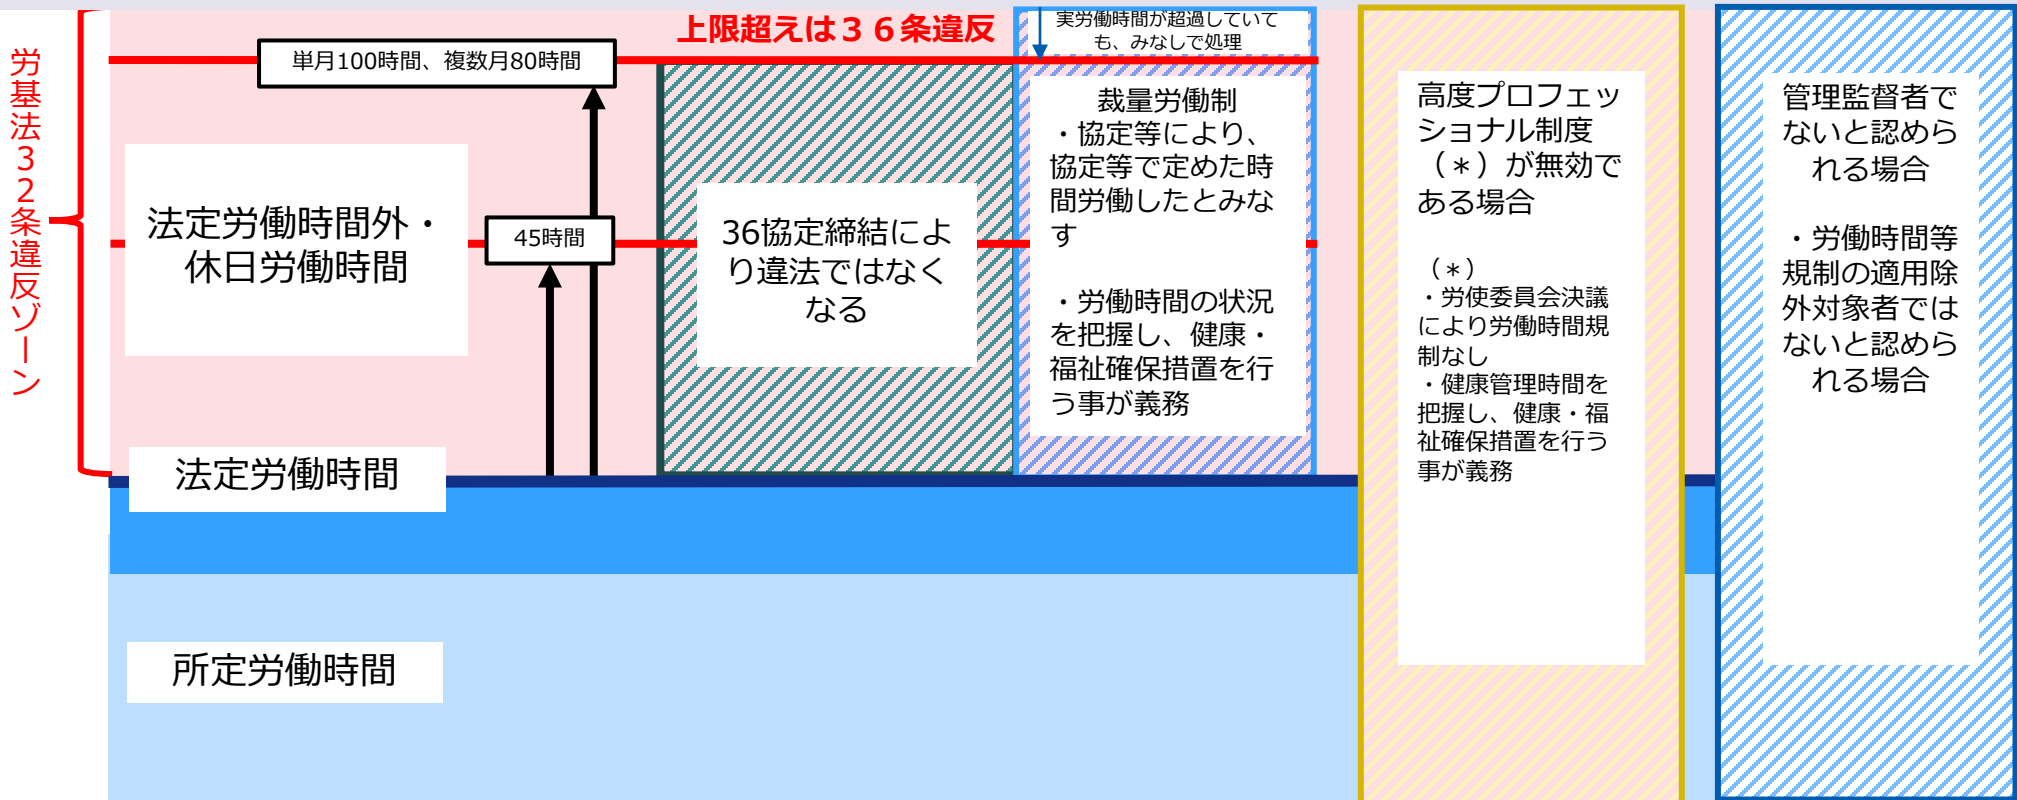 労基法32条違反ゾーン
上限超えは３６条違反
単月100時間、複数月80時間
法定労働時間外・
休日労働時間
45時間
法定労働時間
所定労働時間
36協定締結によ
り違法ではなく
なる
実労働時間が超過していて
も、みなしで処理
裁量労働制
・協定等により、
協定等で定めた時
間労働したとみな
す
・労働時間の状況
を把握し、健康・
福祉確保措置を行
う事が義務
高度プロフェッ
ショナル制度
（＊）が無効で
ある場合
（＊）
・労使委員会決議
により労働時間規
制なし
・健康管理時間を
把握し、健康・福
祉確保措置を行う
事が義務
管理監督者で
ないと認めら
れる場合
・労働時間等
規制の適用除
外対象者では
ないと認めら
れる場合